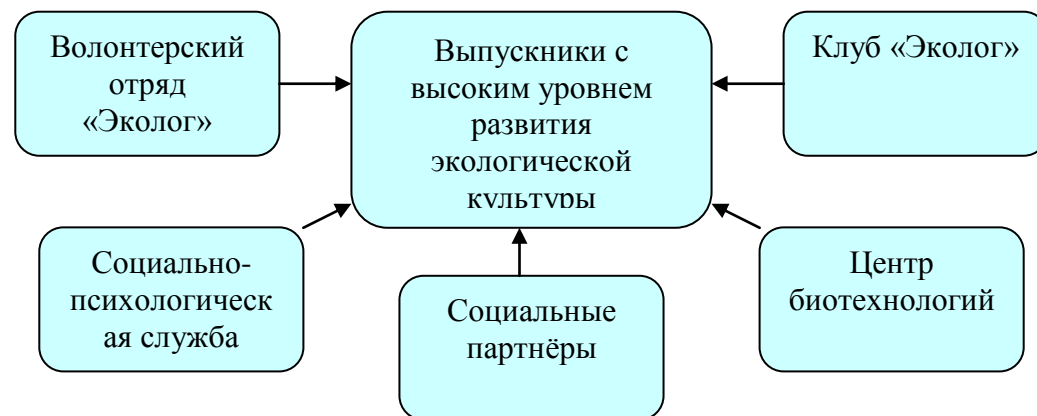 Волонтерский
отряд
«Эколог»
Выпускники с
высоким уровнем
развития
экологической
культуры
Клуб «Эколог»
Социально-
психологическ
ая служба
Социальные
партнёры
Центр
биотехнологий